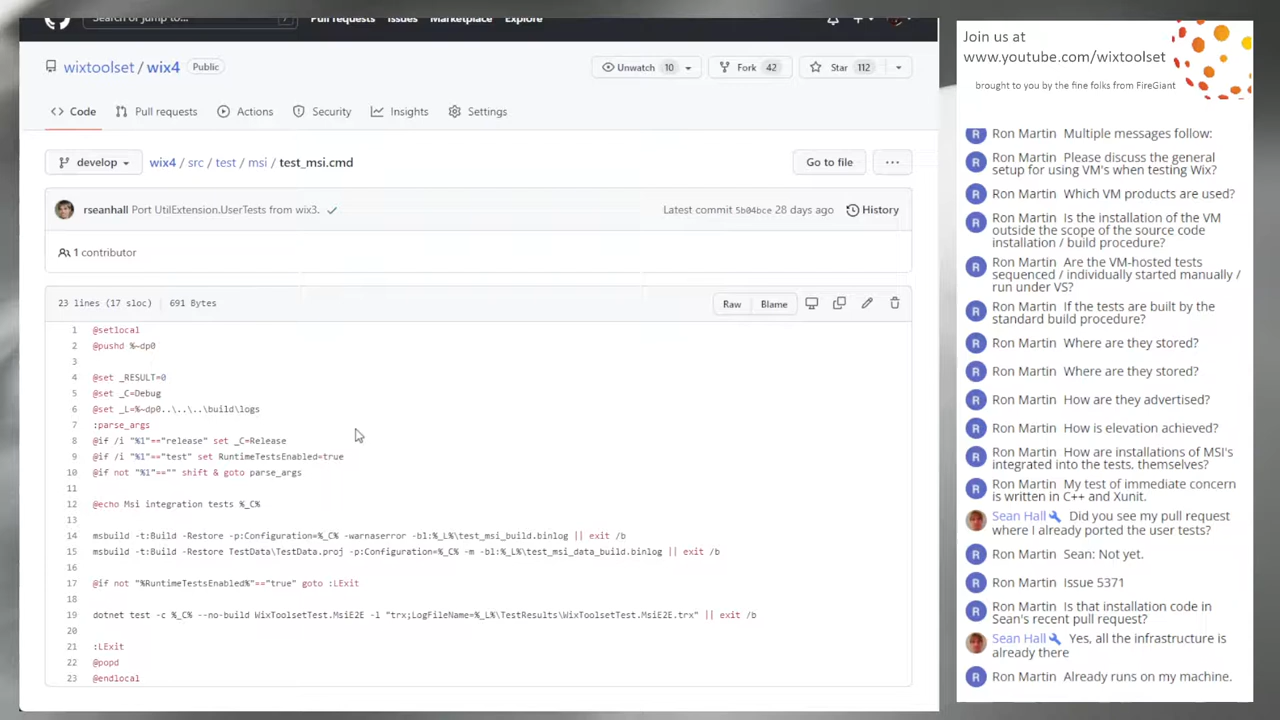 Search or jump to...
/
Pull requests
Issues
Marketplace
Explore
wixtoolset / wix4
Public
Unwatch 10
Fork 42
Star 112
Code
Pull requests
Actions
Security
Insights
Settings
develop
wix4 / src / test / msi / test_msi.cmd
Go to file
...
rseanhall Port UtilExtension.UserTests from wix3.
Latest commit 5b04bce 28 days ago
History
1 contributor
23 lines (17 sloc) 691 Bytes
Raw
Blame
1 @setlocal
2 @pushd %~dp0
3
4 @set _RESULT=0
5 @set _C=Debug
6 @set _L=%~dp0..\..\..\build\logs
7 :parse_args
8 @if /i "%1"=="release" set _C=Release
9 @if /i "%1"=="test" set RuntimeTestsEnabled=true
10 @if not "%1"=="" shift & goto parse_args
11
12 @echo Msi integration tests %_C%
13
14 msbuild -t:Build -Restore -p:Configuration=%_C% -warnaserror -bl:%_L%\test_msi_build.binlog || exit /b
15 msbuild -t:Build -Restore TestData\TestData.proj -p:Configuration=%_C% -m -bl:%_L%\test_msi_data_build.binlog || exit /b
16
17 @if not "%RuntimeTestsEnabled%"=="true" goto :LExit
18
19 dotnet test -c %_C% --no-build WixToolsetTest.MsiE2E -l "trx;LogFileName=%_L%\TestResults\WixToolsetTest.MsiE2E.trx" || exit /b
20
21 :LExit
22 @popd
23 @endlocal
Join us at
www.youtube.com/wixtoolset
brought to you by the fine folks from FireGiant
R Ron Martin Multiple messages follow:
R Ron Martin Please discuss the general
setup for using VM's when testing Wix?
R Ron Martin Which VM products are used?
R Ron Martin Is the installation of the VM
outside the scope of the source code
installation / build procedure?
R Ron Martin Are the VM-hosted tests
sequenced / individually started manually /
run under VS?
R Ron Martin If the tests are built by the
standard build procedure?
R Ron Martin Where are they stored?
R Ron Martin Where are they stored?
R Ron Martin How are they advertised?
R Ron Martin How is elevation achieved?
R Ron Martin How are installations of MSI's
integrated into the tests. themselves?
R Ron Martin My test of immediate concern
is written in C++ and Xunit.
Sean Hall Did you see my pull request
where I already ported the user tests?
R Ron Martin Sean: Not yet.
R Ron Martin Issue 5371
R Ron Martin Is that installation code in
Sean's recent pull request?
Sean Hall Yes, all the infrastructure is
already there
R Ron Martin Already runs on my machine.